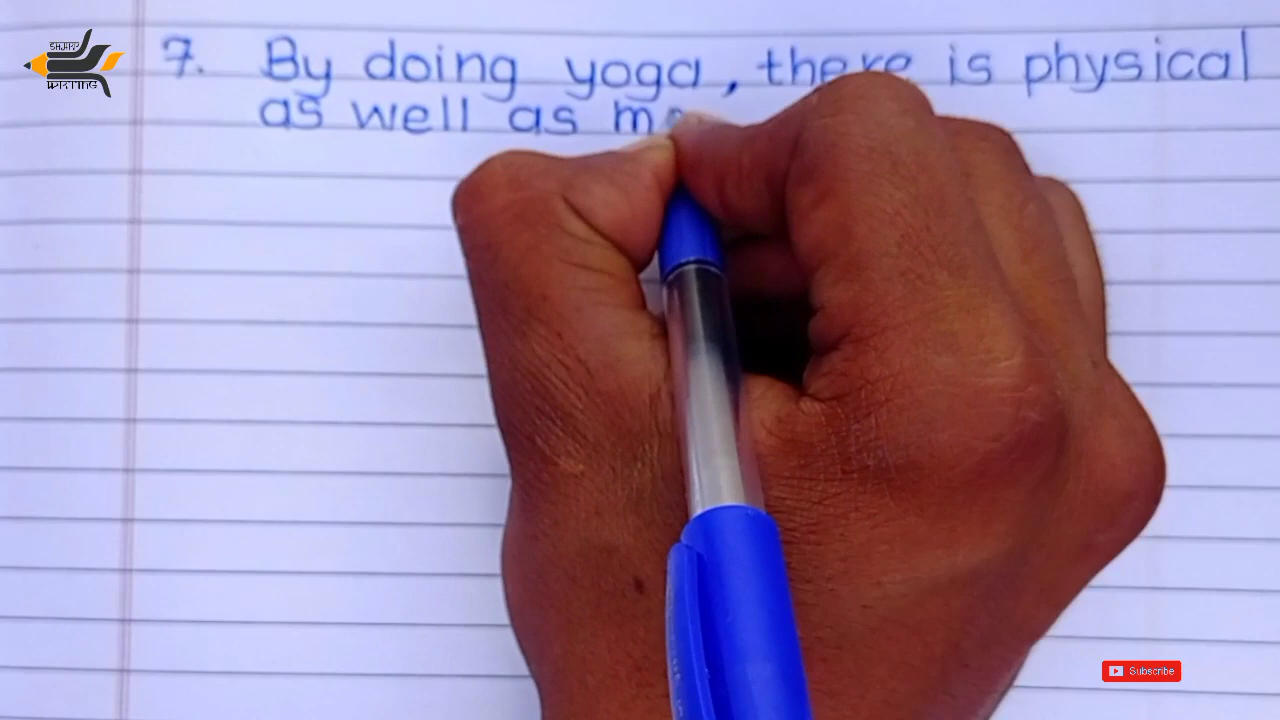 7. By doing yoga, there is physical
as well as
Subscribe